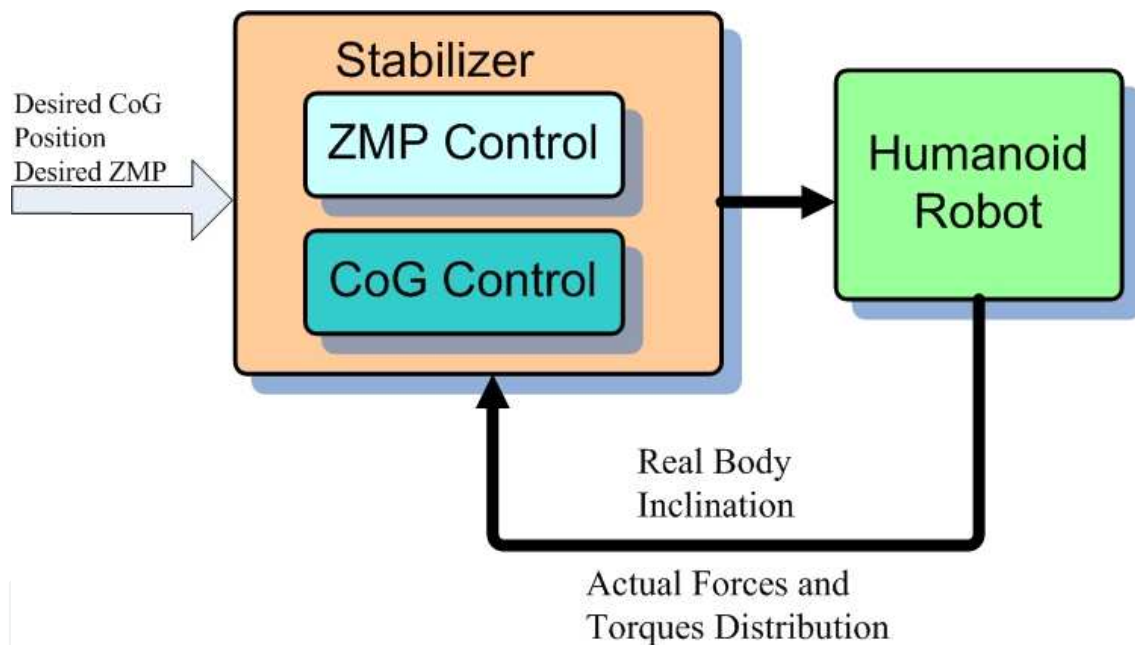 Stabilizer
Desired CoG
Position
Desired ZMP
ZMP Control
CoG Control
Humanoid
Robot
Real Body
Inclination
Actual Forces and
Torques Distribution